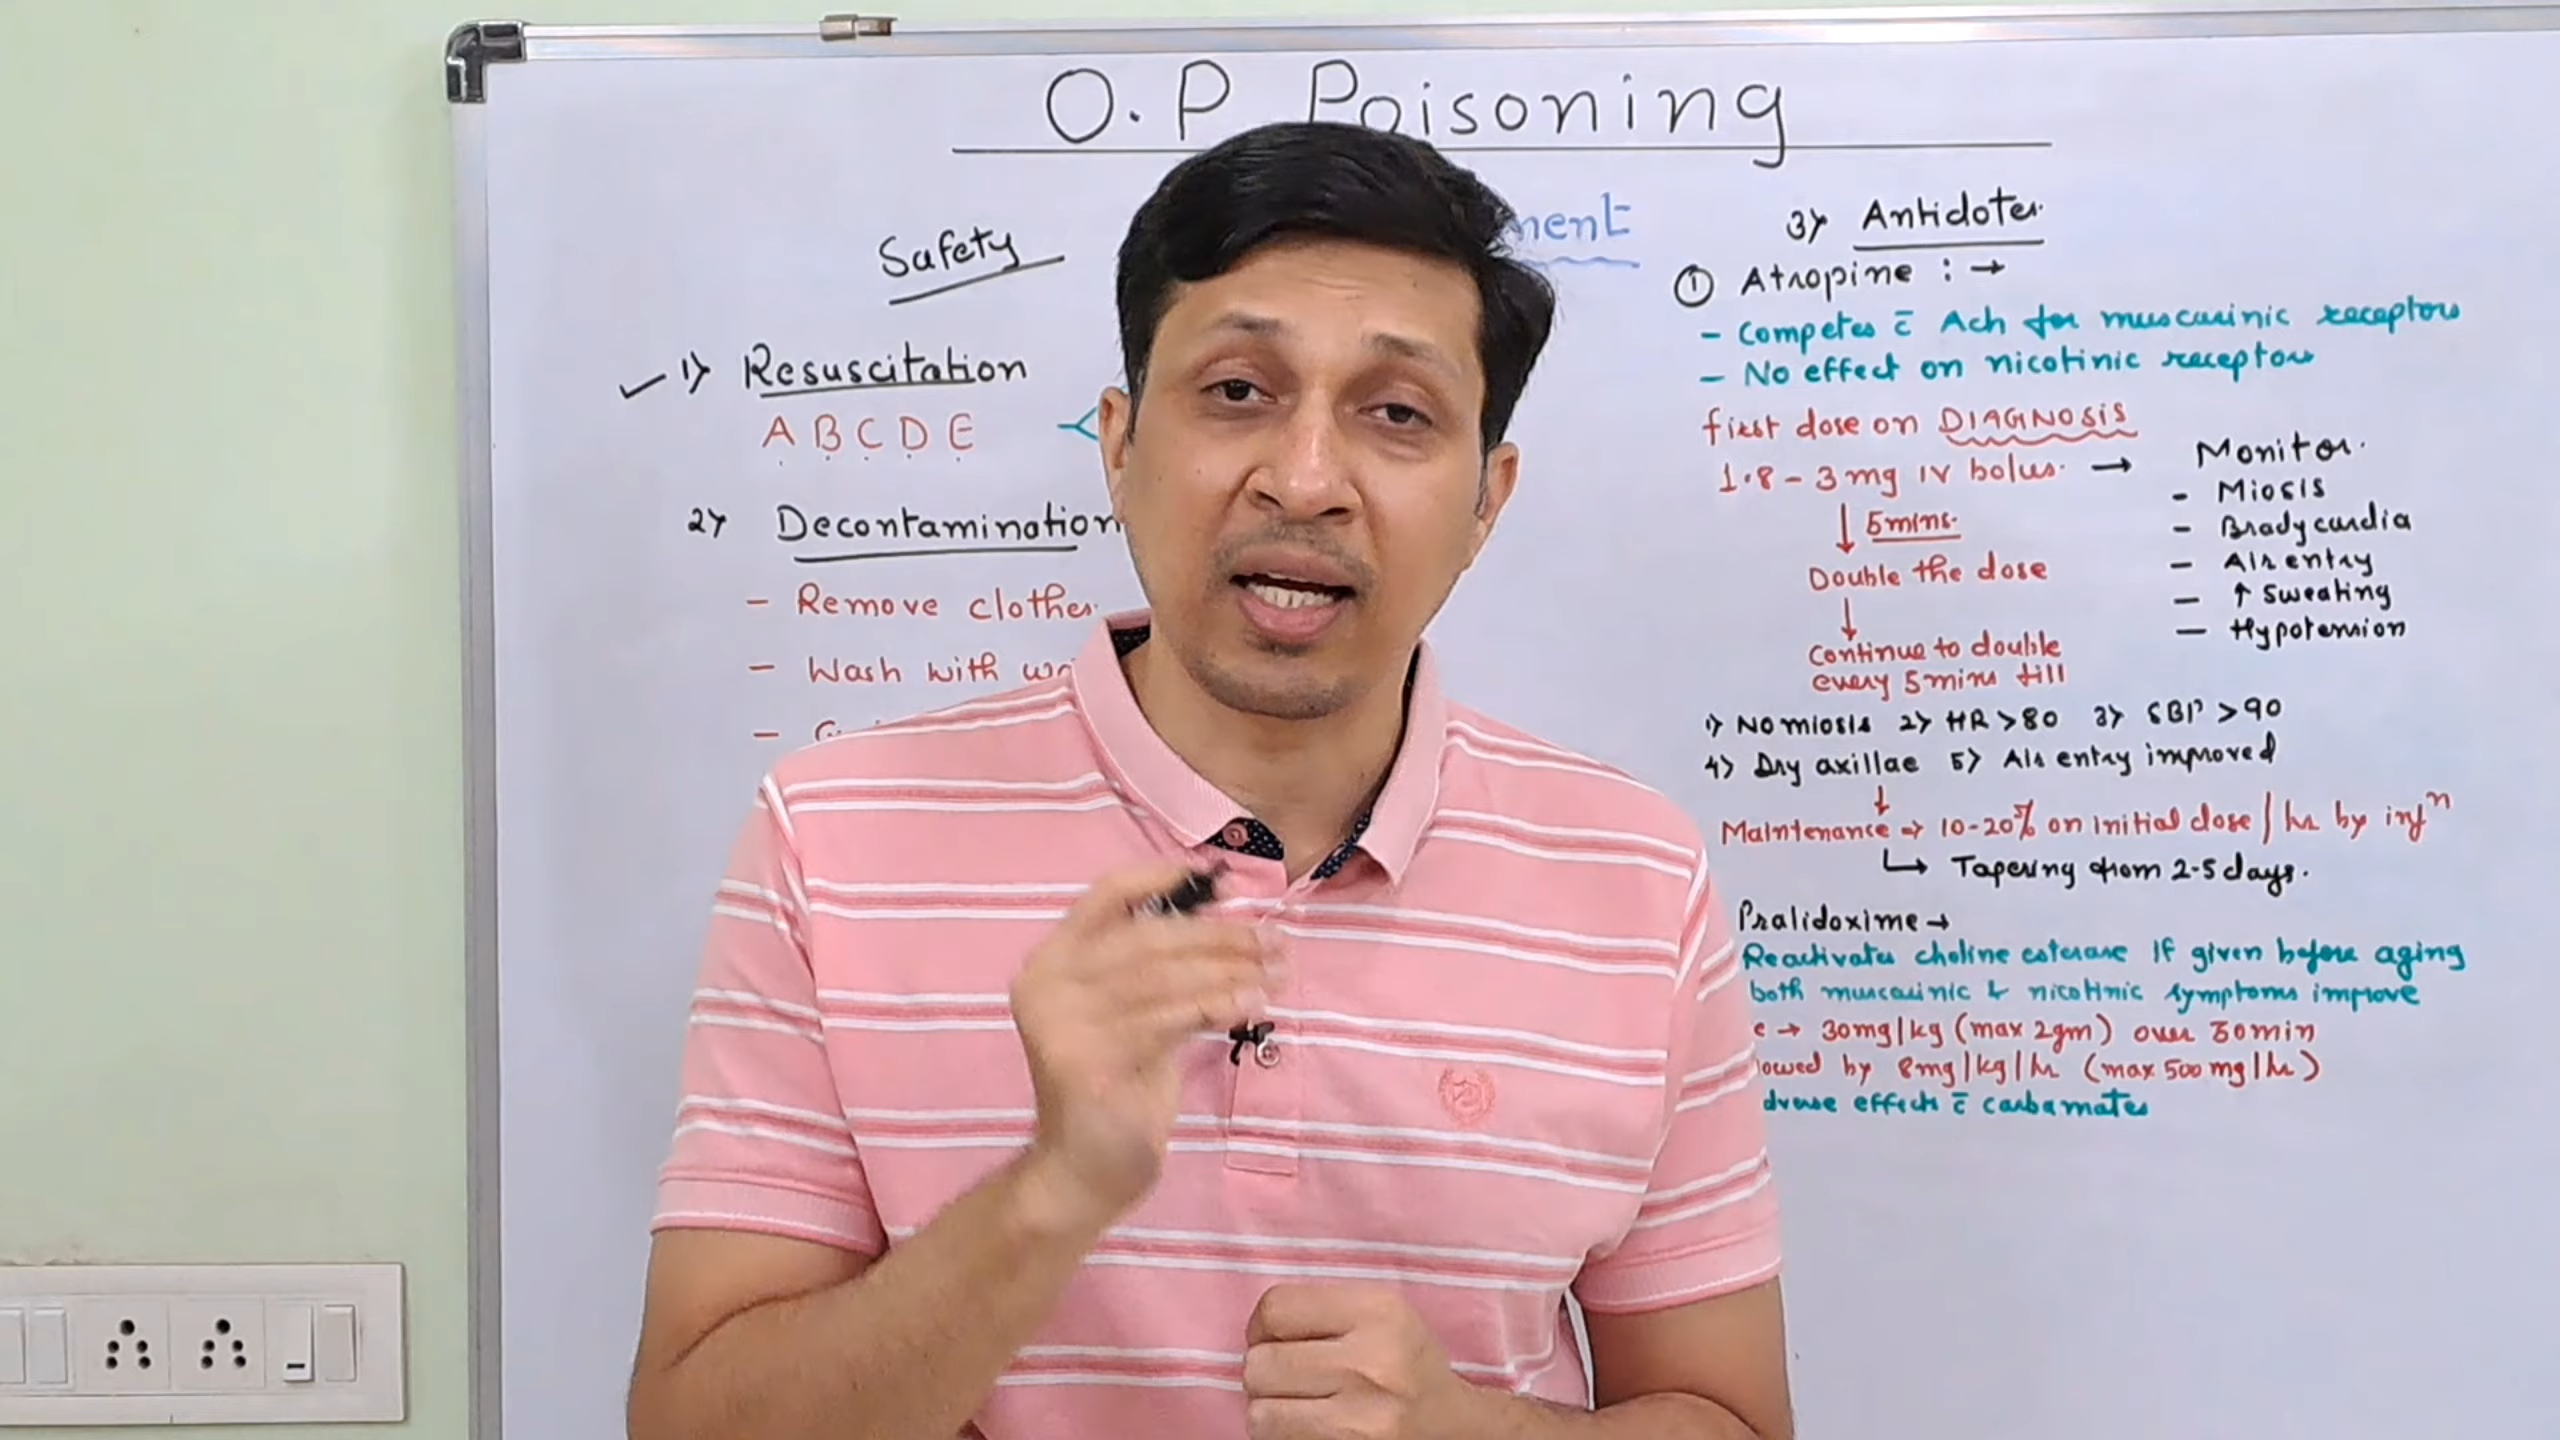 O.P Poisoning
Safety
ment
1) Resuscitation
A B C D E
2) Decontamination
- Remove clothes.
- Wash with wa
3) Antidotes.
① Atropine : →
- Competes c̄ Ach for muscarinic receptors
- No effect on nicotinic receptors
first dose on DIAGNOSIS
1.8 - 3mg IV bolus. →
↓ 5mins.
Double the dose
↓
Continue to double
every 5mins till
Monitor.
- Miosis
- Bradycardia
- Air entry
- ↑ Sweating
- Hypotension
1) No miosis 2) HR >80 3) SBP >90
4) Dry axillae 5) Air entry improved
↓
Maintenance → 10-20% on initial dose / hr by infⁿ
↳ Tapering from 2-5 days.
Pralidoxime →
Reactivates choline esterase if given before aging
both muscarinic & nicotinic symptoms improve
e → 30mg/kg (max 2gm) over 30min
lowed by 8mg/kg/hr (max 500mg/hr)
dverse effects c̄ carbamates